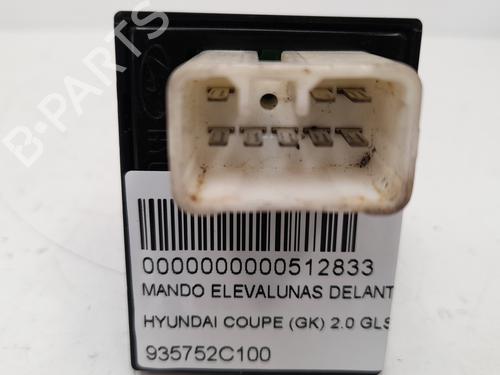 B-PARTS
0000000000512833
MANDO ELEVALUNAS DELANT
HYUNDAI COUPE (GK) 2.0 GLS
935752C100